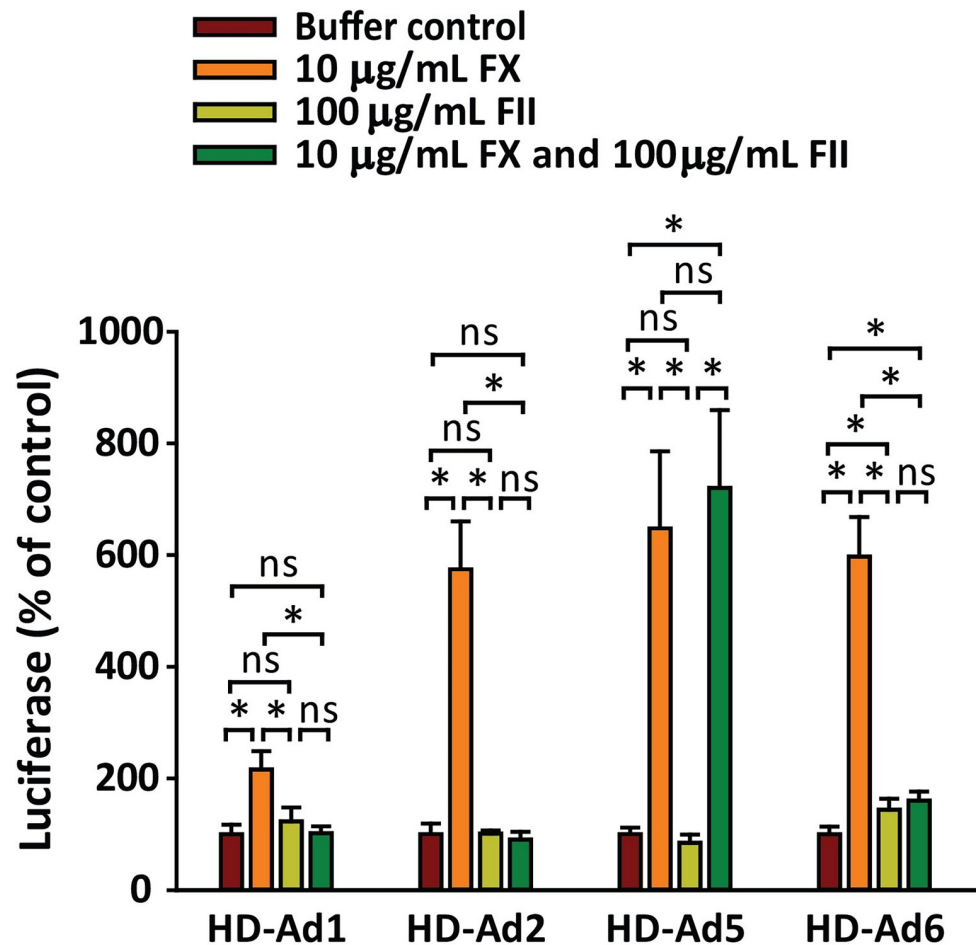 Buffer control
10 μg/mL FX
100 μg/mL FII
10 μg/mL FX and 100μg/mL FII
*
ns
ns
* * *
ns
*
ns
* * ns
*
*
*
* * ns
ns
*
ns
* * ns
Luciferase (% of control)
1000
800
600
400
200
0
HD-Ad1 HD-Ad2 HD-Ad5 HD-Ad6